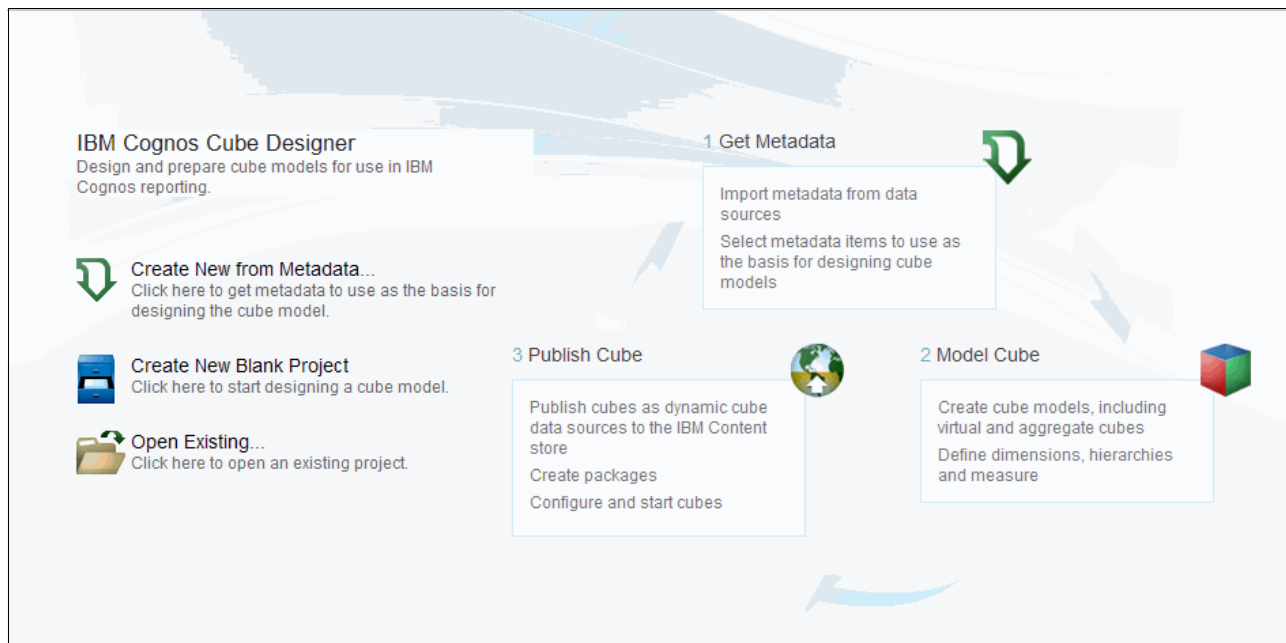 IBM Cognos Cube Designer
Design and prepare cube models for use in IBM
Cognos reporting.
Create New from Metadata...
Click here to get metadata to use as the basis for
designing the cube model.
Create New Blank Project
Click here to start designing a cube model.
Open Existing...
Click here to open an existing project.
1 Get Metadata
Import metadata from data
sources
Select metadata items to use as
the basis for designing cube
models
2 Model Cube
Create cube models, including
virtual and aggregate cubes
Define dimensions, hierarchies
and measure
3 Publish Cube
Publish cubes as dynamic cube
data sources to the IBM Content
store
Create packages
Configure and start cubes